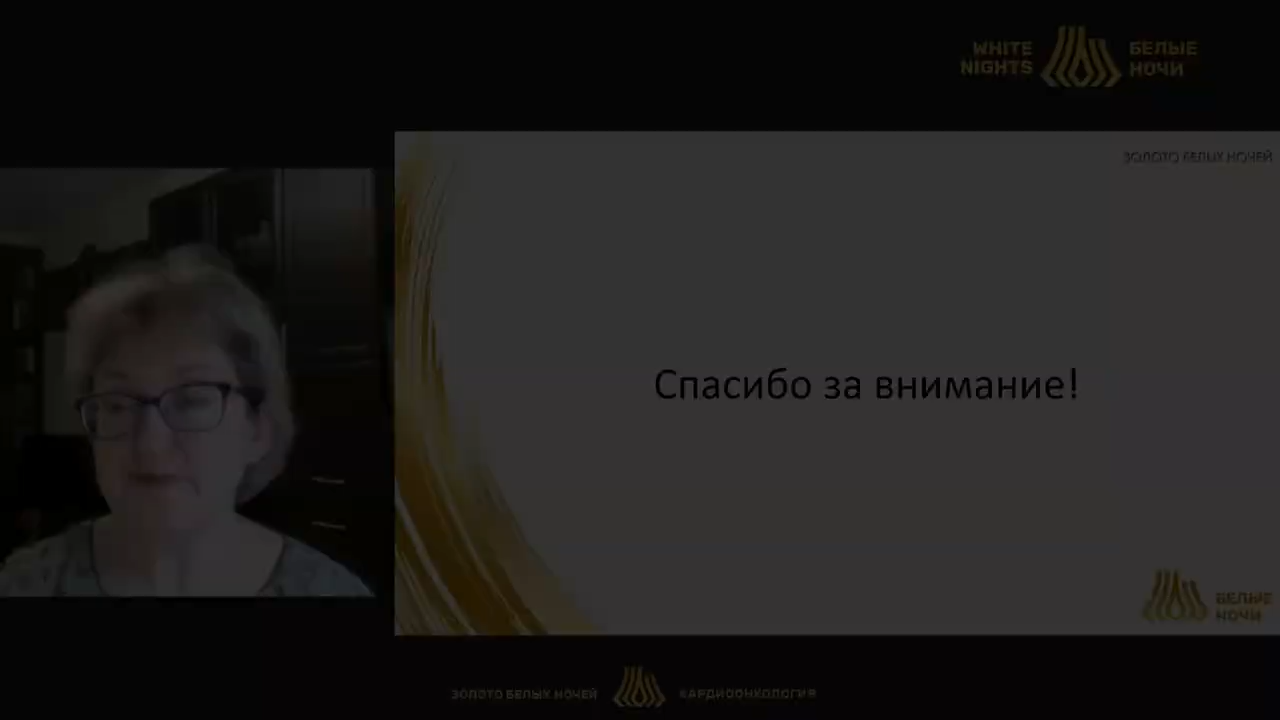 WHITE
NIGHTS
БЕЛЫЕ
НОЧИ
ЗОЛОТО БЕЛЫХ НОЧЕЙ
Спасибо за внимание!
БЕЛЫЕ
НОЧИ
ЗОЛОТО БЕЛЫХ НОЧЕЙ
КАРДИООНКОЛОГИЯ